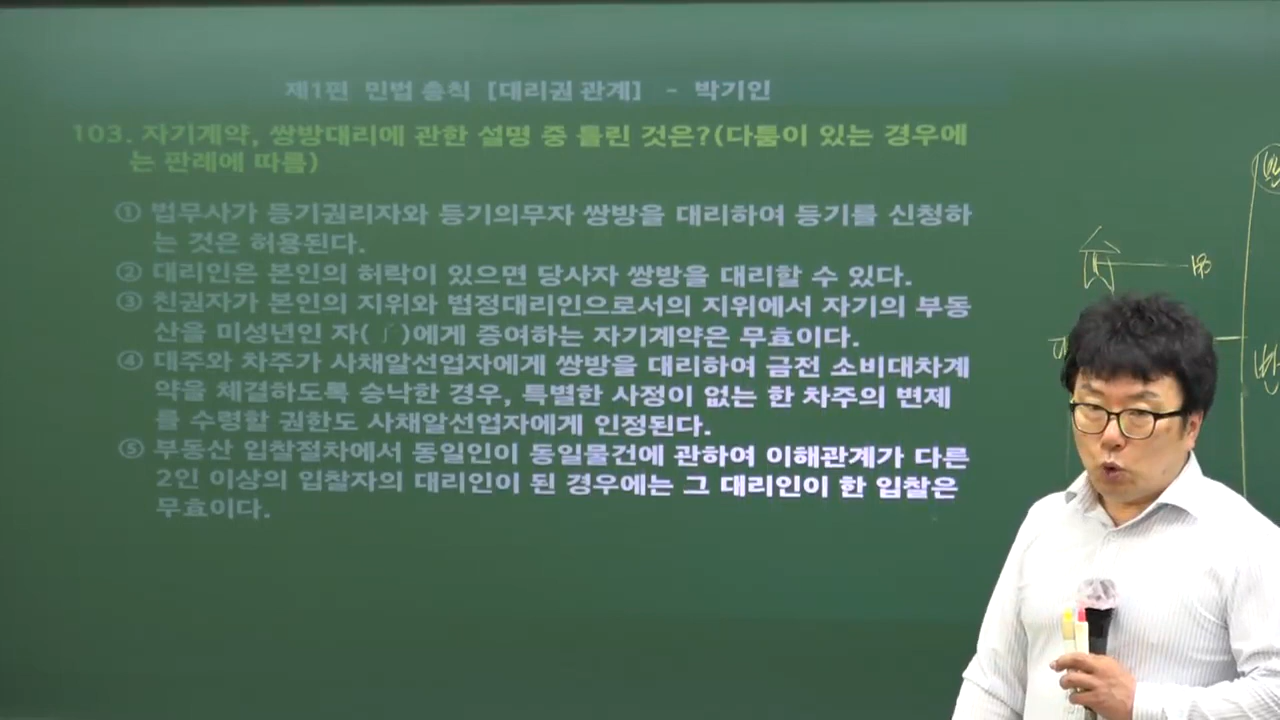 제1편 민법 총칙 [대리권 관계] - 박기인
103. 자기계약, 쌍방대리에 관한 설명 중 틀린 것은?(다툼이 있는 경우에
는 판례에 따름)
① 법무사가 등기권리자와 등기의무자 쌍방을 대리하여 등기를 신청하
는 것은 허용된다.
② 대리인은 본인의 허락이 있으면 당사자 쌍방을 대리할 수 있다.
③ 친권자가 본인의 지위와 법정대리인으로서의 지위에서 자기의 부동
산을 미성년인 자( )에게 증여하는 자기계약은 무효이다.
④ 대주와 차주가 사채알선업자에게 쌍방을 대리하여 금전 소비대차계
약을 체결하도록 승낙한 경우, 특별한 사정이 없는 한 차주의 변제
를 수령할 권한도 사채알선업자에게 인정된다.
⑤ 부동산 입찰절차에서 동일인이 동일물건에 관하여 이해관계가 다른
2인 이상의 입찰자의 대리인이 된 경우에는 그 대리인이 한 입찰은
무효이다.